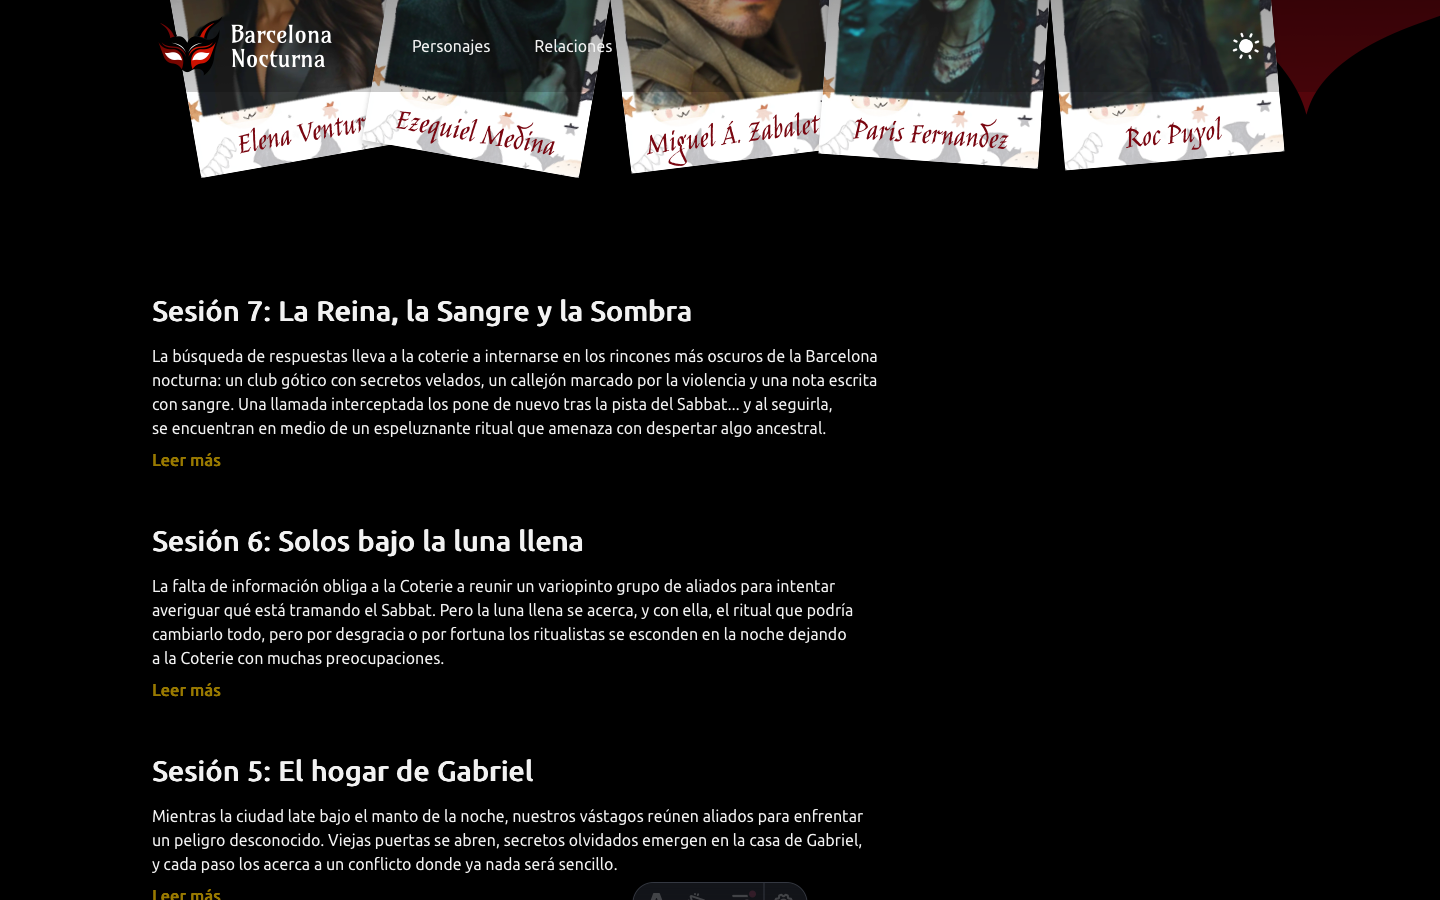 Barcelona
Nocturna
Personajes
Relaciones
Elena Ventur
Ezequiel Medina
Miguel Á. Zabalet
París Fernandez
Roc Puyol
Sesión 7: La Reina, la Sangre y la Sombra
La búsqueda de respuestas lleva a la coterie a internarse en los rincones más oscuros de la Barcelona
nocturna: un club gótico con secretos velados, un callejón marcado por la violencia y una nota escrita
con sangre. Una llamada interceptada los pone de nuevo tras la pista del Sabbat... y al seguirla,
se encuentran en medio de un espeluznante ritual que amenaza con despertar algo ancestral.
Leer más
Sesión 6: Solos bajo la luna llena
La falta de información obliga a la Coterie a reunir un variopinto grupo de aliados para intentar
averiguar qué está tramando el Sabbat. Pero la luna llena se acerca, y con ella, el ritual que podría
cambiarlo todo, pero por desgracia o por fortuna los ritualistas se esconden en la noche dejando
a la Coterie con muchas preocupaciones.
Leer más
Sesión 5: El hogar de Gabriel
Mientras la ciudad late bajo el manto de la noche, nuestros vástagos reúnen aliados para enfrentar
un peligro desconocido. Viejas puertas se abren, secretos olvidados emergen en la casa de Gabriel,
y cada paso los acerca a un conflicto donde ya nada será sencillo.
Leer más